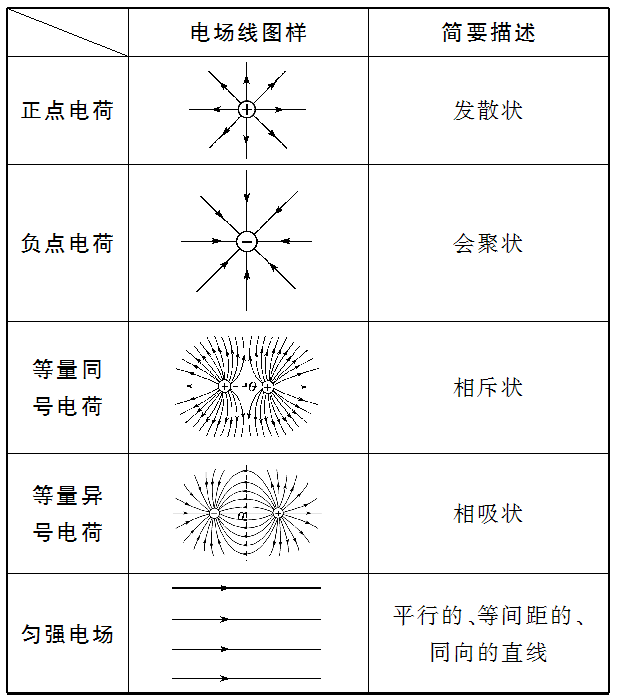 电场线图样 简要描述
正点电荷 + 发散状
负点电荷 − 会聚状
等量同
号电荷
+ O + 相斥状
等量异
号电荷
− + 相吸状
匀强电场
平行的、等间距的、
同向的直线